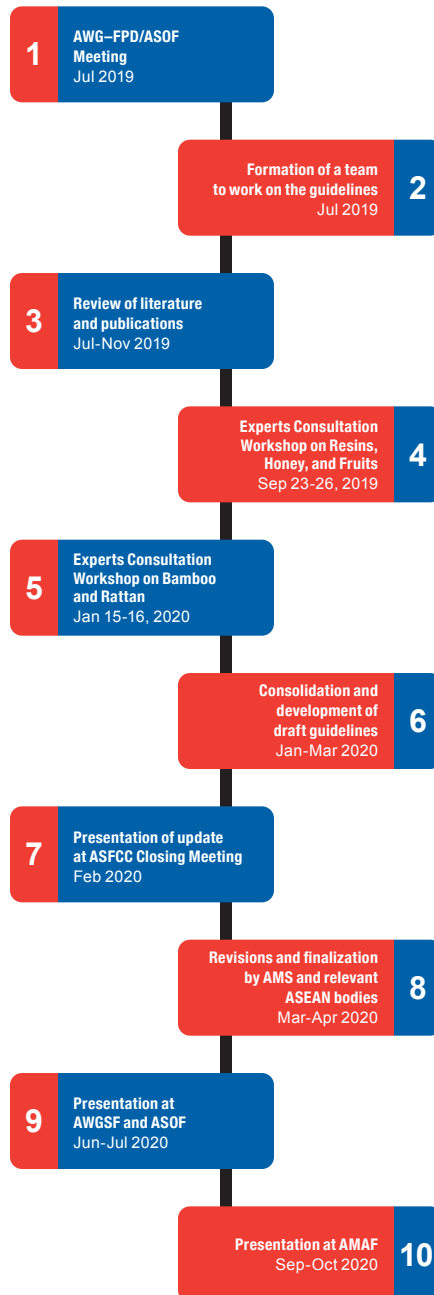 1
AWG–FPD/ASOF
Meeting
Jul 2019
Formation of a team
to work on the guidelines
Jul 2019
2
3
Review of literature
and publications
Jul-Nov 2019
Experts Consultation
Workshop on Resins,
Honey, and Fruits
Sep 23-26, 2019
4
5
Experts Consultation
Workshop on Bamboo
and Rattan
Jan 15-16, 2020
Consolidation and
development of
draft guidelines
Jan-Mar 2020
6
7
Presentation of update
at ASFCC Closing Meeting
Feb 2020
Revisions and finalization
by AMS and relevant
ASEAN bodies
Mar-Apr 2020
8
9
Presentation at
AWGSF and ASOF
Jun-Jul 2020
Presentation at AMAF
Sep-Oct 2020
10